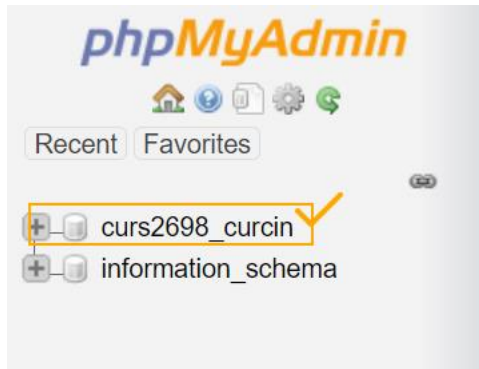 phpMyAdmin
Recent Favorites
curs2698_curcin
information_schema